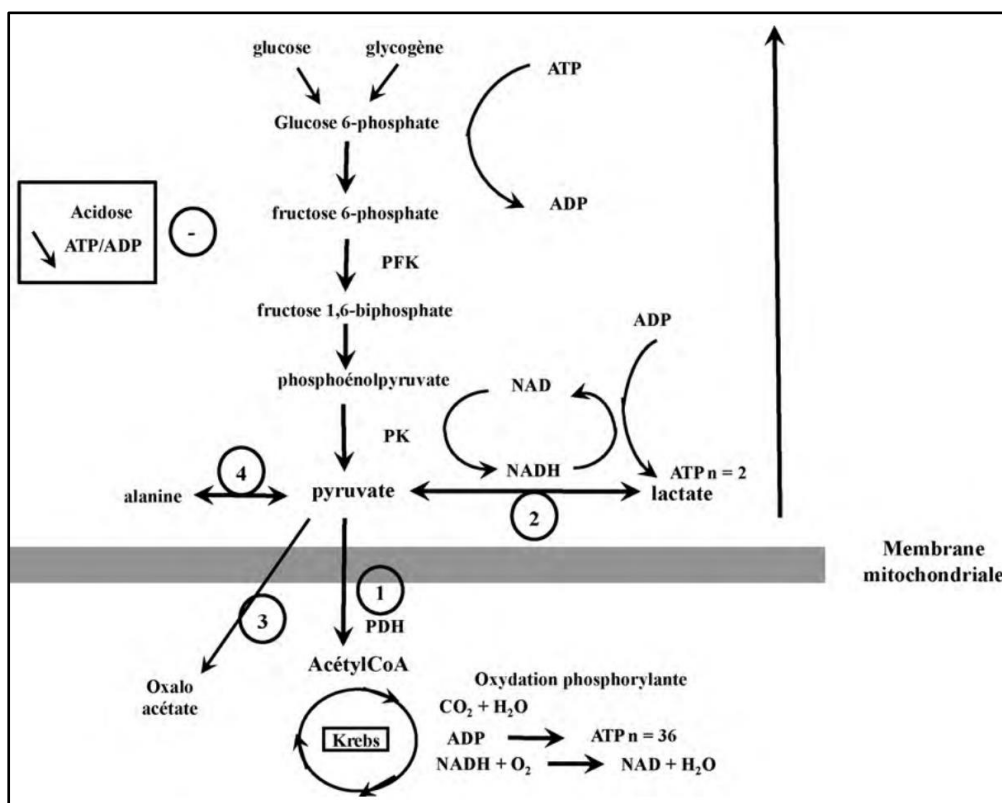 glucose
glycogène
ATP
Glucose 6-phosphate
Acidose
ATP/ADP
-
fructose 6-phosphate
ADP
PFK
fructose 1,6-biphosphate
ADP
phosphoénolpyruvate
NAD
PK
NADH
ATP n = 2
alanine
4
pyruvate
lactate
2
Membrane
mitochondriale
1
3
PDH
AcétylCoA
Oxalo
acétate
Oxydation phosphorylante
CO₂ + H₂O
Krebs
ADP
ATP n = 36
NADH + O₂
NAD + H₂O